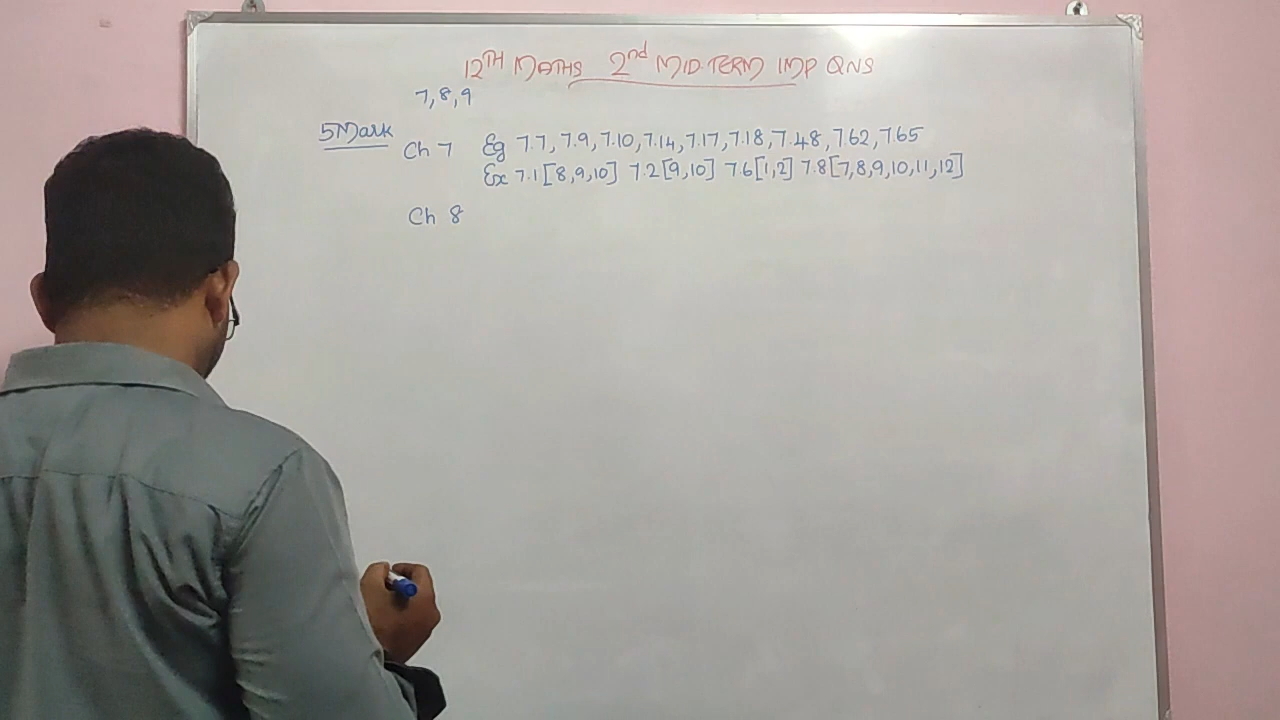 12TH MATHS 2nd MID-TERM IMP QNS
7,8,9
5Mark
Ch 7 Eg 7.7, 7.9, 7.10, 7.14, 7.17, 7.18, 7.48, 7.62, 7.65
Ex 7.1[8,9,10] 7.2[9,10] 7.6[1,2] 7.8[7,8,9,10,11,12]
Ch 8